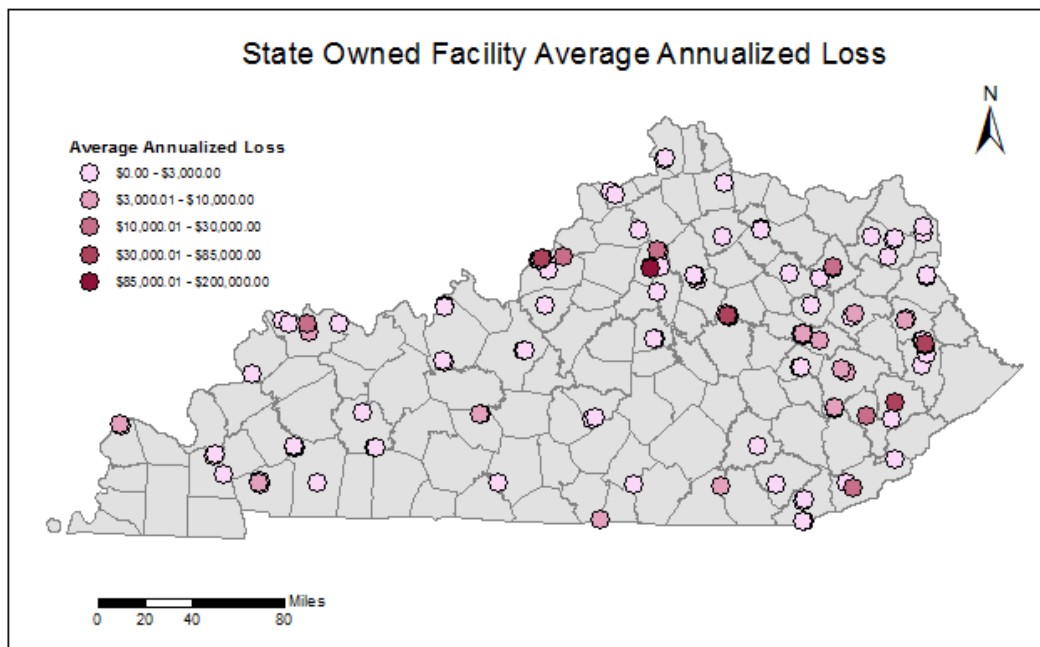 State Owned Facility Average Annualized Loss
N
Average Annualized Loss
$0.00 - $3,000.00
$3,000.01 - $10,000.00
$10,000.01 - $30,000.00
$30,000.01 - $85,000.00
$85,000.01 - $200,000.00
Miles
0 20 40 80